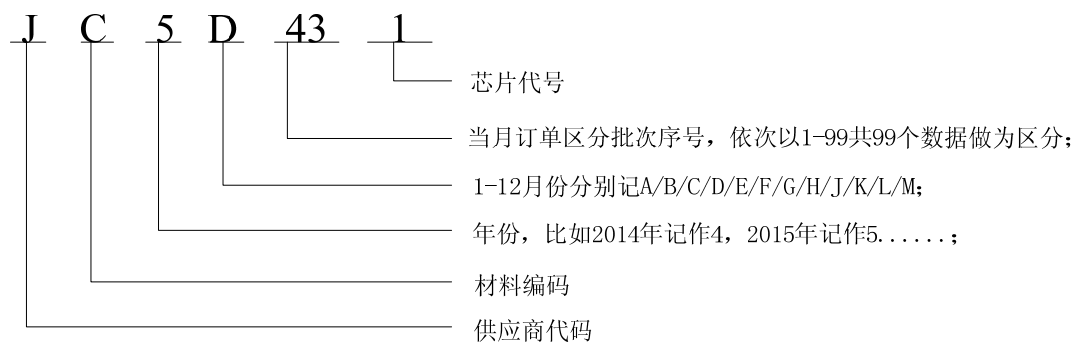 J C 5 D 43 1
芯片代号
当月订单区分批次序号，依次以1-99共99个数据做为区分；
1-12月份分别记A/B/C/D/E/F/G/H/J/K/L/M；
年份，比如2014年记作4，2015年记作5......；
材料编码
供应商代码